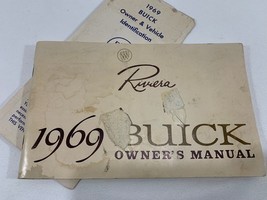 1969
BUICK
Owner & Vehicle
Identification
Riviera
1969 BUICK
OWNER'S MANUAL